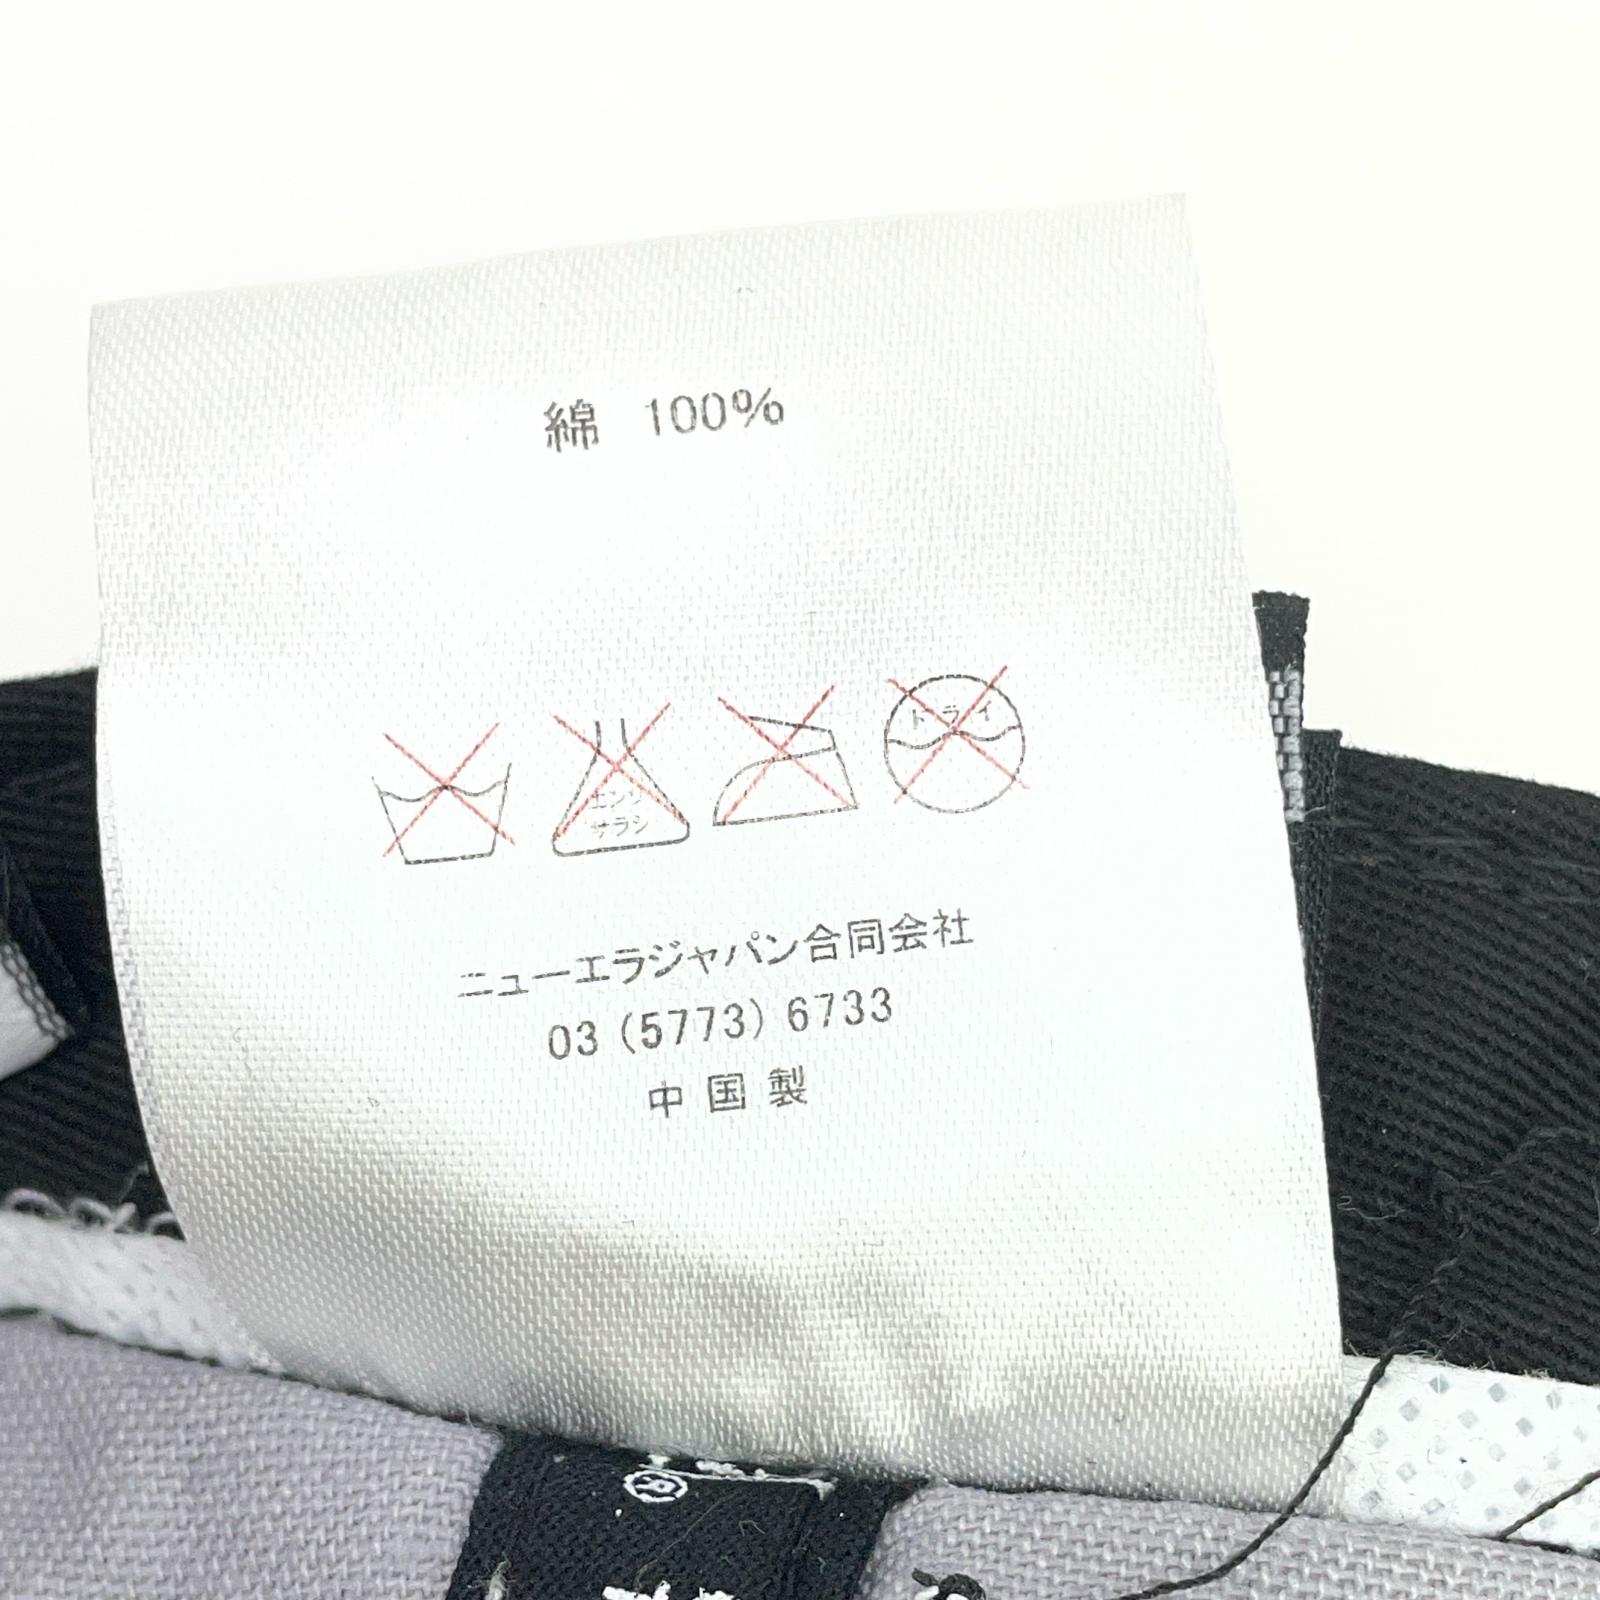 綿 100%
エンソ
サラシ
ドライ
ニューエラジャパン合同会社
03 (5773) 6733
中国製
®